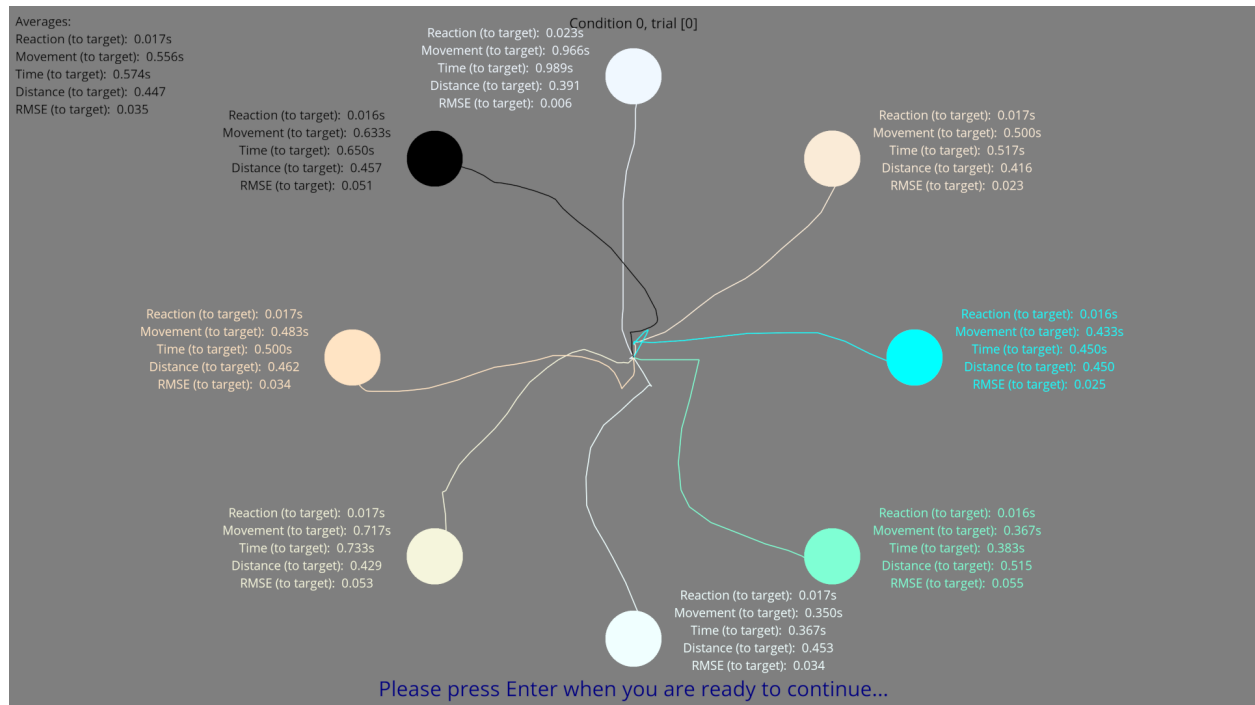 Averages:
Reaction (to target): 0.017s
Movement (to target): 0.556s
Time (to target): 0.574s
Distance (to target): 0.447
RMSE (to target): 0.035
Condition 0, trial [0]
Reaction (to target): 0.023s
Movement (to target): 0.966s
Time (to target): 0.989s
Distance (to target): 0.391
RMSE (to target): 0.006
Reaction (to target): 0.016s
Movement (to target): 0.633s
Time (to target): 0.650s
Distance (to target): 0.457
RMSE (to target): 0.051
Reaction (to target): 0.017s
Movement (to target): 0.500s
Time (to target): 0.517s
Distance (to target): 0.416
RMSE (to target): 0.023
Reaction (to target): 0.017s
Movement (to target): 0.483s
Time (to target): 0.500s
Distance (to target): 0.462
RMSE (to target): 0.034
Reaction (to target): 0.016s
Movement (to target): 0.433s
Time (to target): 0.450s
Distance (to target): 0.450
RMSE (to target): 0.025
Reaction (to target): 0.017s
Movement (to target): 0.717s
Time (to target): 0.733s
Distance (to target): 0.429
RMSE (to target): 0.053
Reaction (to target): 0.016s
Movement (to target): 0.367s
Time (to target): 0.383s
Distance (to target): 0.515
RMSE (to target): 0.055
Reaction (to target): 0.017s
Movement (to target): 0.350s
Time (to target): 0.367s
Distance (to target): 0.453
RMSE (to target): 0.034
Please press Enter when you are ready to continue...